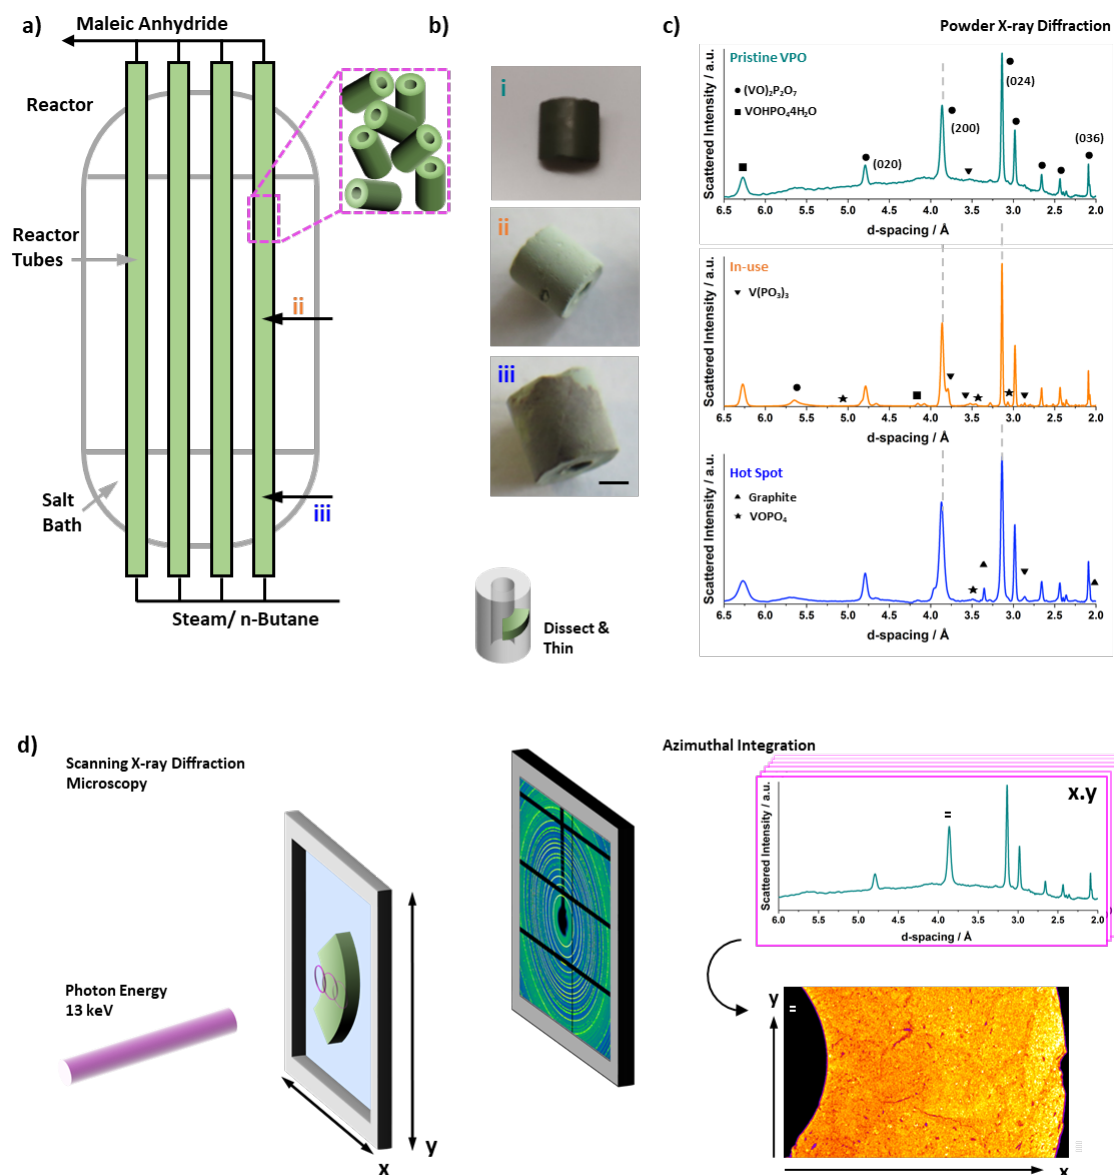 a)
Maleic Anhydride
Reactor
Reactor
Tubes
ii
Salt
Bath
iii
Steam/ n-Butane
b)
i
ii
iii
Dissect &
Thin
c)
Powder X-ray Diffraction
Pristine VPO
(VO)₂P₂O₇
VOHPO₄4H₂O
(020)
(200)
(024)
(036)
Scattered Intensity / a.u.
6.5 6.0 5.5 5.0 4.5 4.0 3.5 3.0 2.5 2.0
d-spacing / Å
In-use
V(PO₃)₃
Scattered Intensity / a.u.
6.5 6.0 5.5 5.0 4.5 4.0 3.5 3.0 2.5 2.0
d-spacing / Å
Hot Spot
Graphite
VOPO₄
Scattered Intensity / a.u.
6.5 6.0 5.5 5.0 4.5 4.0 3.5 3.0 2.5 2.0
d-spacing / Å
d)
Scanning X-ray Diffraction
Microscopy
Photon Energy
13 keV
x
y
Azimuthal Integration
x.y
=
Scattered Intensity / a.u.
6.0 5.5 5.0 4.5 4.0 3.5 3.0 2.5 2.0
d-spacing / Å
y
=
x